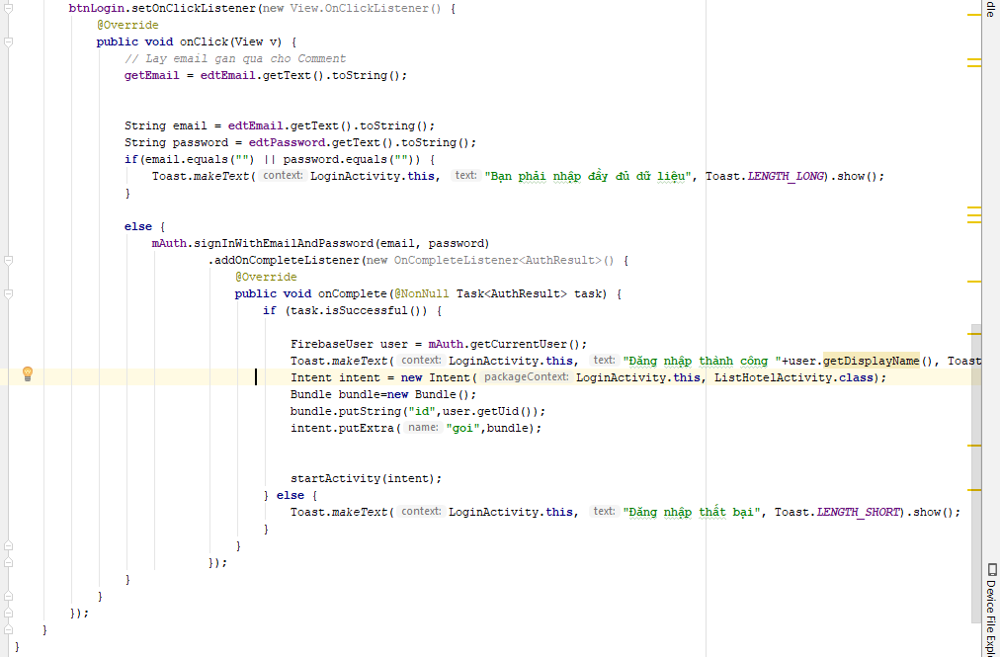 btnLogin.setOnClickListener(new View.OnClickListener() {
@Override
public void onClick(View v) {
// Lay email gan qua cho Comment
getEmail = edtEmail.getText().toString();
String email = edtEmail.getText().toString();
String password = edtPassword.getText().toString();
if(email.equals("") || password.equals("")) {
Toast.makeText( context: LoginActivity.this, text: "Bạn phải nhập đầy đủ dữ liệu", Toast.LENGTH_LONG).show();
}
else {
mAuth.signInWithEmailAndPassword(email, password)
.addOnCompleteListener(new OnCompleteListener<AuthResult>() {
@Override
public void onComplete(@NonNull Task<AuthResult> task) {
if (task.isSuccessful()) {
FirebaseUser user = mAuth.getCurrentUser();
Toast.makeText( context: LoginActivity.this, text: "Đăng nhập thành công "+user.getDisplayName(), Toast
Intent intent = new Intent( packageContext: LoginActivity.this, ListHotelActivity.class);
Bundle bundle=new Bundle();
bundle.putString("id",user.getUid());
intent.putExtra( name: "goi",bundle);
startActivity(intent);
} else {
Toast.makeText( context: LoginActivity.this, text: "Đăng nhập thất bại", Toast.LENGTH_SHORT).show();
}
}
});
}
}
});
}
}
dle
Device File Expl